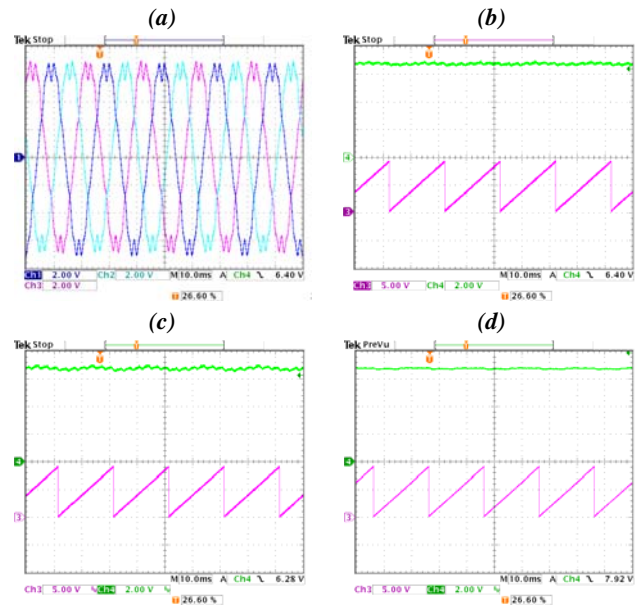 (a)
Tek Stop
T
1
Ch1 2.00 V Ch2 2.00 V M 10.0ms A Ch4 6.40 V
Ch3 2.00 V
T 26.60 %
(b)
Tek Stop
T
4
3
M 10.0ms A Ch4 6.40 V
Ch3 5.00 V Ch4 2.00 V
T 26.60 %
(c)
Tek Stop
T
4
3
M 10.0ms A Ch4 6.28 V
Ch3 5.00 V Ch4 2.00 V
T 26.60 %
(d)
Tek PreVu
T
4
3
M 10.0ms A Ch4 7.92 V
Ch3 5.00 V Ch4 2.00 V
T 26.60 %